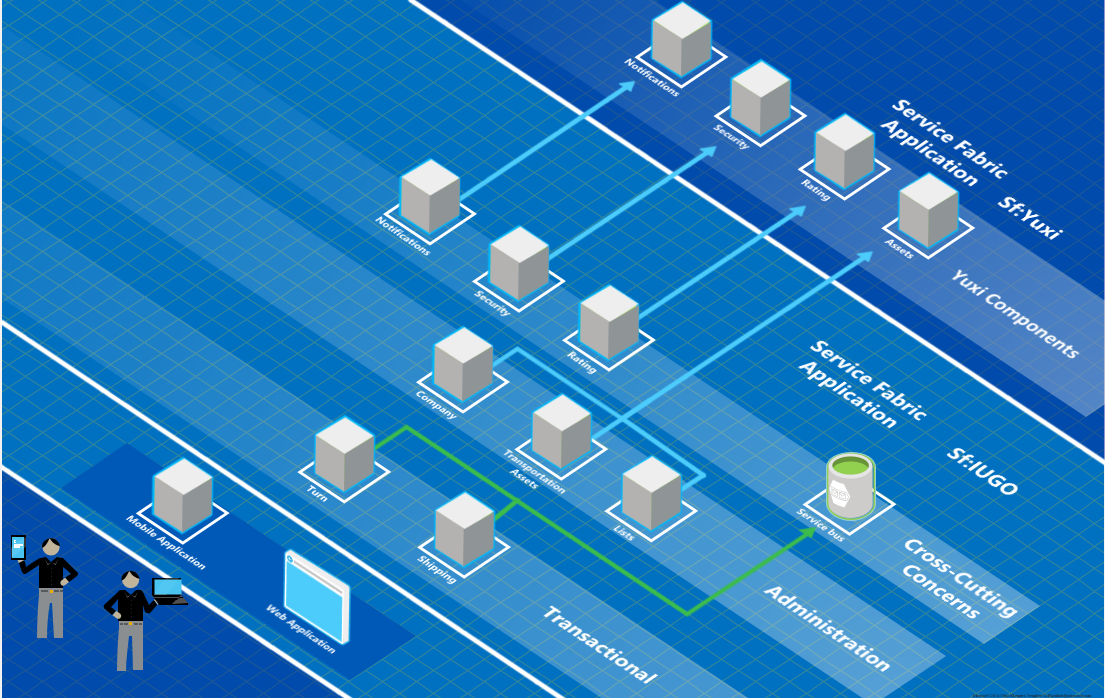 Notifications
Security
Rating
Assets
Service Fabric
Application
Sf:Yuxi
Yuxi Components
Notifications
Security
Rating
Service Fabric
Application
Sf:IUGO
Company
Transportation
Assets
Lists
Service bus
Cross-Cutting
Concerns
Turn
Shipping
Administration
Transactional
Mobile Application
Web Application